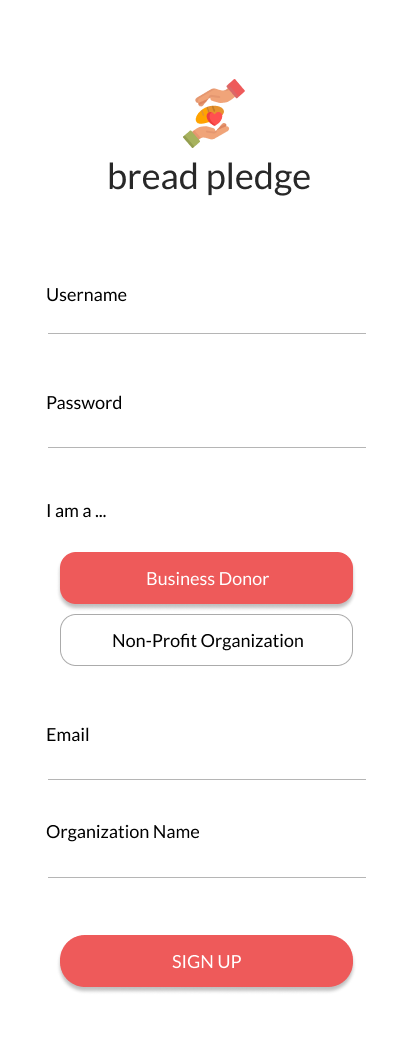 bread pledge
Username
Password
I am a ...
Business Donor
Non-Profit Organization
Email
Organization Name
SIGN UP